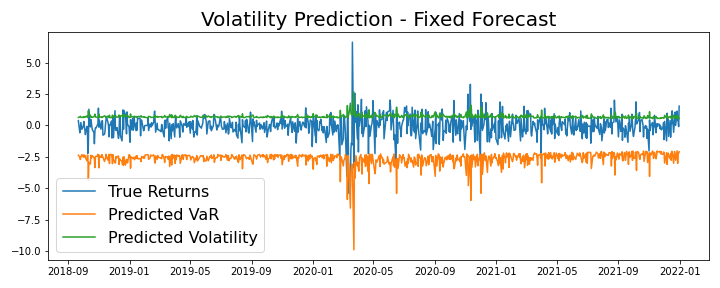 Volatility Prediction - Fixed Forecast
5.0
2.5
0.0
−2.5
−5.0
−7.5
−10.0
True Returns
Predicted VaR
Predicted Volatility
2018-09 2019-01 2019-05 2019-09 2020-01 2020-05 2020-09 2021-01 2021-05 2021-09 2022-01